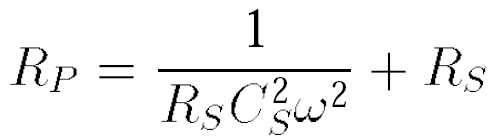 R_P = \frac{1}{R_S C_S^2 \omega^2} + R_S